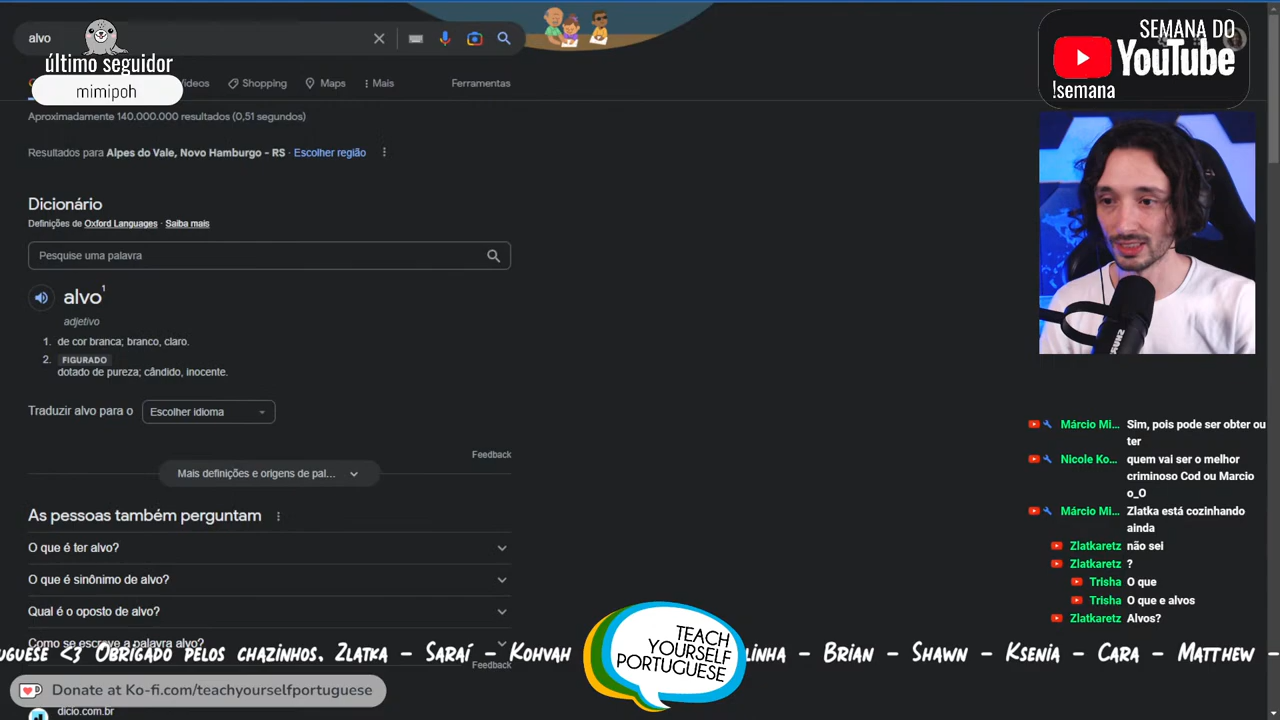 alvo
último seguidor
mimipoh
Shopping
Maps
Mais
Ferramentas
Aproximadamente 140.000.000 resultados (0,51 segundos)
Resultados para Alpes do Vale, Novo Hamburgo - RS · Escolher região
Dicionário
Definições de Oxford Languages · Saiba mais
Pesquise uma palavra
alvo¹
adjetivo
1. de cor branca; branco, claro.
2. FIGURADO
dotado de pureza; cândido, inocente.
Traduzir alvo para o
Escolher idioma
Feedback
Mais definições e origens de pal...
As pessoas também perguntam
O que é ter alvo?
O que é sinônimo de alvo?
Qual é o oposto de alvo?
Como se escreve a palavra alvo?
Feedback
dicio.com.br
SEMANA DO
YouTube
!semana
Márcio Mi... Sim, pois pode ser obter ou
ter
Nicole Ko... quem vai ser o melhor
criminoso Cod ou Marcio
o_O
Márcio Mi... Zlatka está cozinhando
ainda
Zlatkaretz não sei
Zlatkaretz ?
Trisha O que
Trisha O que e alvos
Zlatkaretz Alvos?
UGUESE <3 OBRIGADO PELOS CHAZINHOS, ZLATKA - SARAÍ - KOHVAH
LINHA - BRIAN - SHAWN - KSENIA - CARA - MATTHEW -
TEACH
YOURSELF
PORTUGUESE
Donate at Ko-fi.com/teachyourselfportuguese